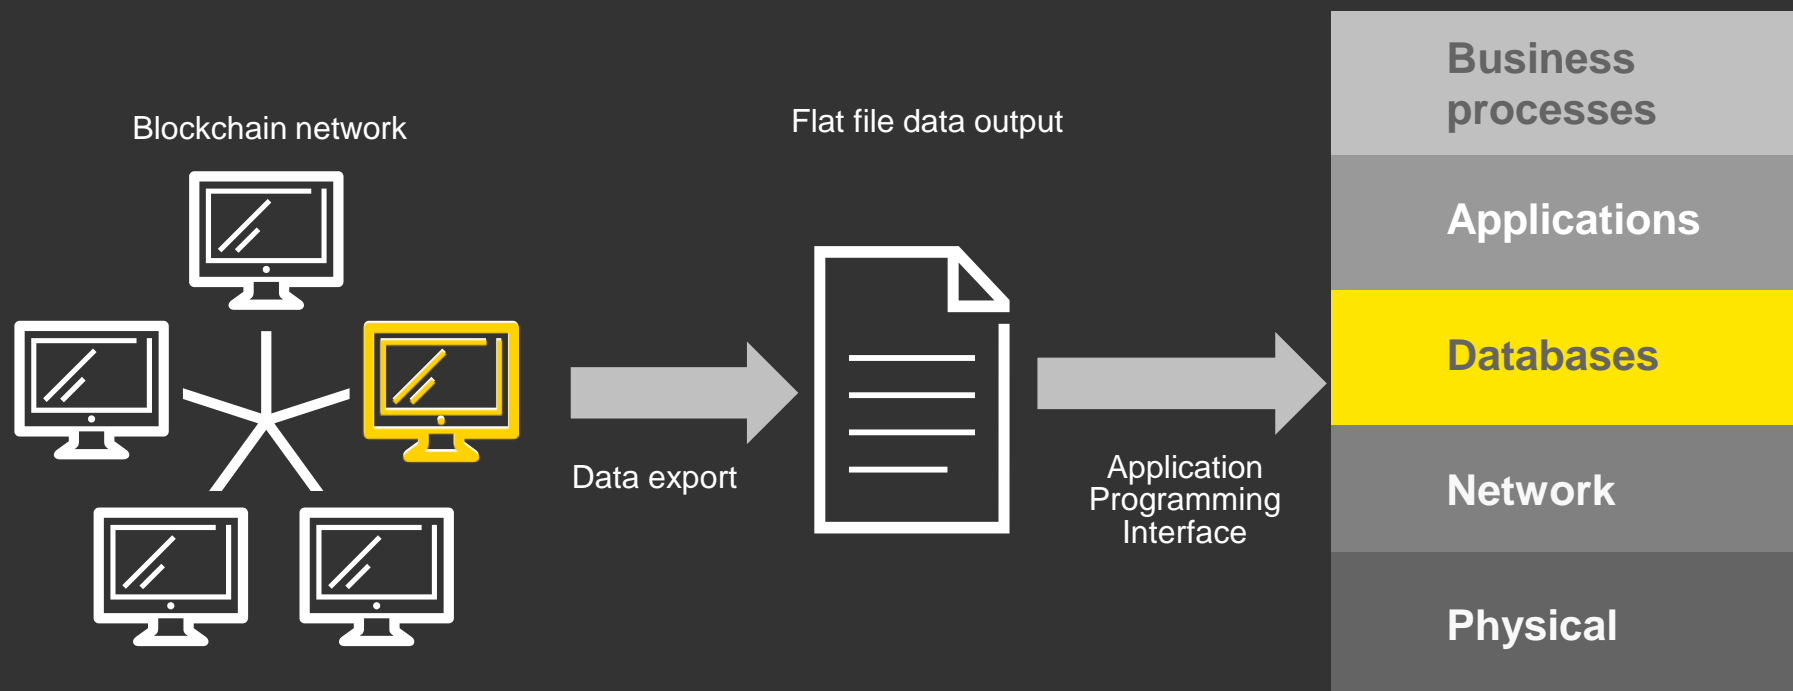 Blockchain network
Data export
Flat file data output
Application
Programming
Interface
Business
processes
Applications
Databases
Network
Physical